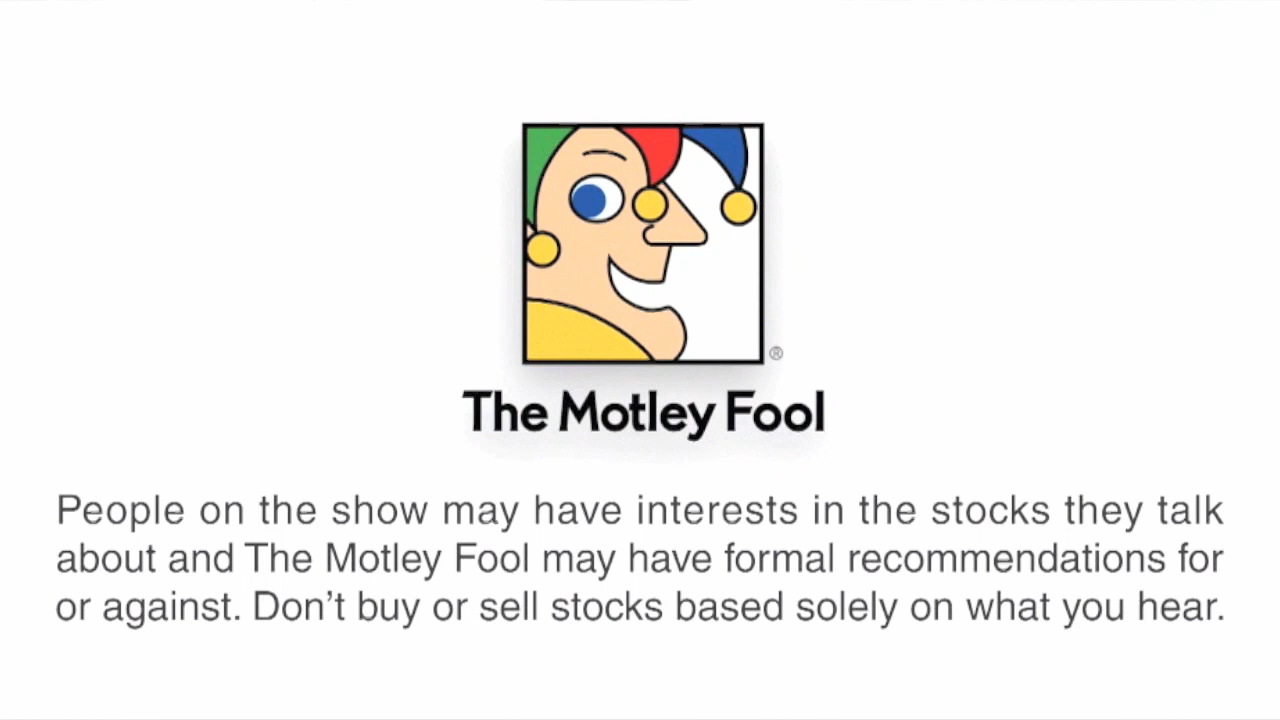 ®
The Motley Fool
People on the show may have interests in the stocks they talk
about and The Motley Fool may have formal recommendations for
or against. Don’t buy or sell stocks based solely on what you hear.